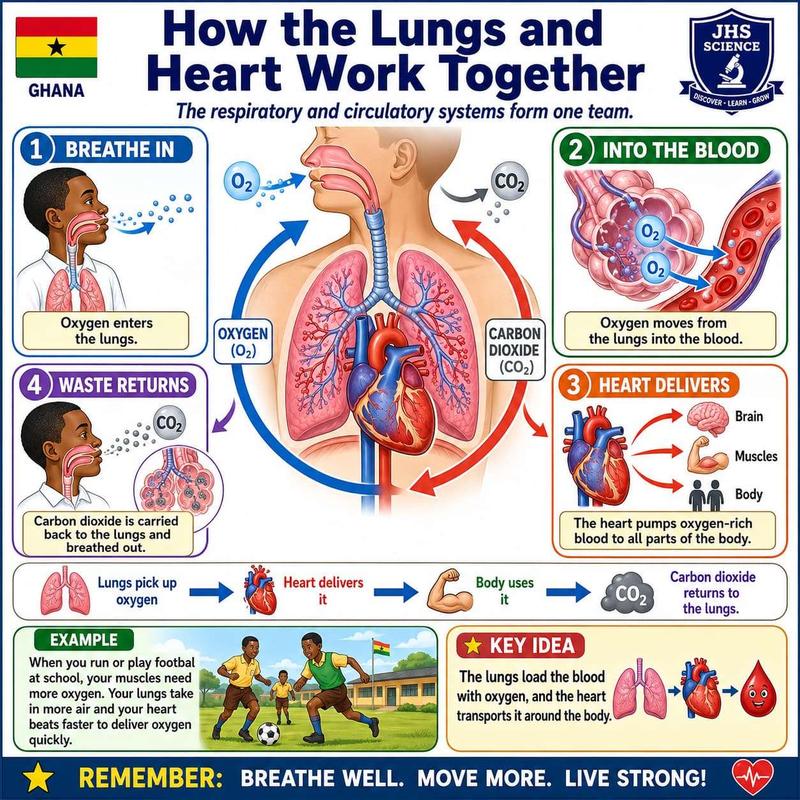 GHANA
How the Lungs and
Heart Work Together
The respiratory and circulatory systems form one team.
JHS
SCIENCE
DISCOVER • LEARN • GROW
1 BREATHE IN
Oxygen enters
the lungs.
O₂
CO₂
OXYGEN
(O₂)
CARBON
DIOXIDE
(CO₂)
2 INTO THE BLOOD
O₂
O₂
Oxygen moves from
the lungs into the blood.
4 WASTE RETURNS
CO₂
Carbon dioxide is carried
back to the lungs and
breathed out.
3 HEART DELIVERS
Brain
Muscles
Body
The heart pumps oxygen-rich
blood to all parts of the body.
Lungs pick up
oxygen
Heart delivers
it
Body uses
it
CO₂
Carbon dioxide
returns to
the lungs.
EXAMPLE
When you run or play footbal
at school, your muscles need
more oxygen. Your lungs take
in more air and your heart
beats faster to deliver oxygen
quickly.
KEY IDEA
The lungs load the blood
with oxygen, and the heart
transports it around the body.
REMEMBER: BREATHE WELL. MOVE MORE. LIVE STRONG!